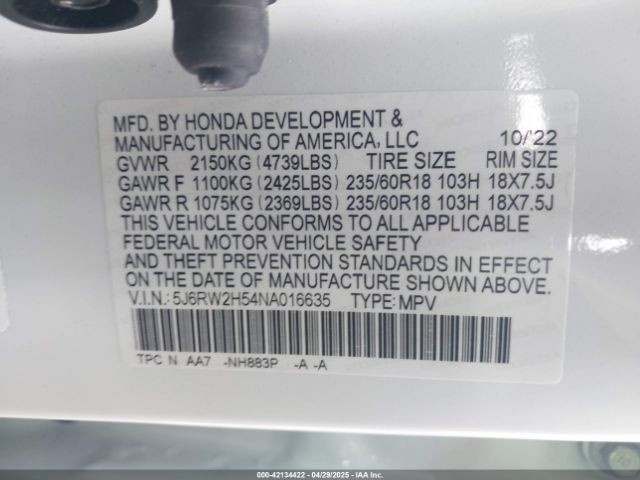 MFD. BY HONDA DEVELOPMENT &
MANUFACTURING OF AMERICA, LLC 10/22
GVWR 2150KG (4739LBS) TIRE SIZE RIM SIZE
GAWR F 1100KG (2425LBS) 235/60R18 103H 18X7.5J
GAWR R 1075KG (2369LBS) 235/60R18 103H 18X7.5J
THIS VEHICLE CONFORMS TO ALL APPLICABLE
FEDERAL MOTOR VEHICLE SAFETY
AND THEFT PREVENTION STANDARDS IN EFFECT
ON THE DATE OF MANUFACTURE SHOWN ABOVE.
V.I.N.: 5J6RW2H54NA016635 TYPE: MPV
TPC N AA7 -NH883P -A -A
000-42134422 - 04/29/2025 - IAAI.COM